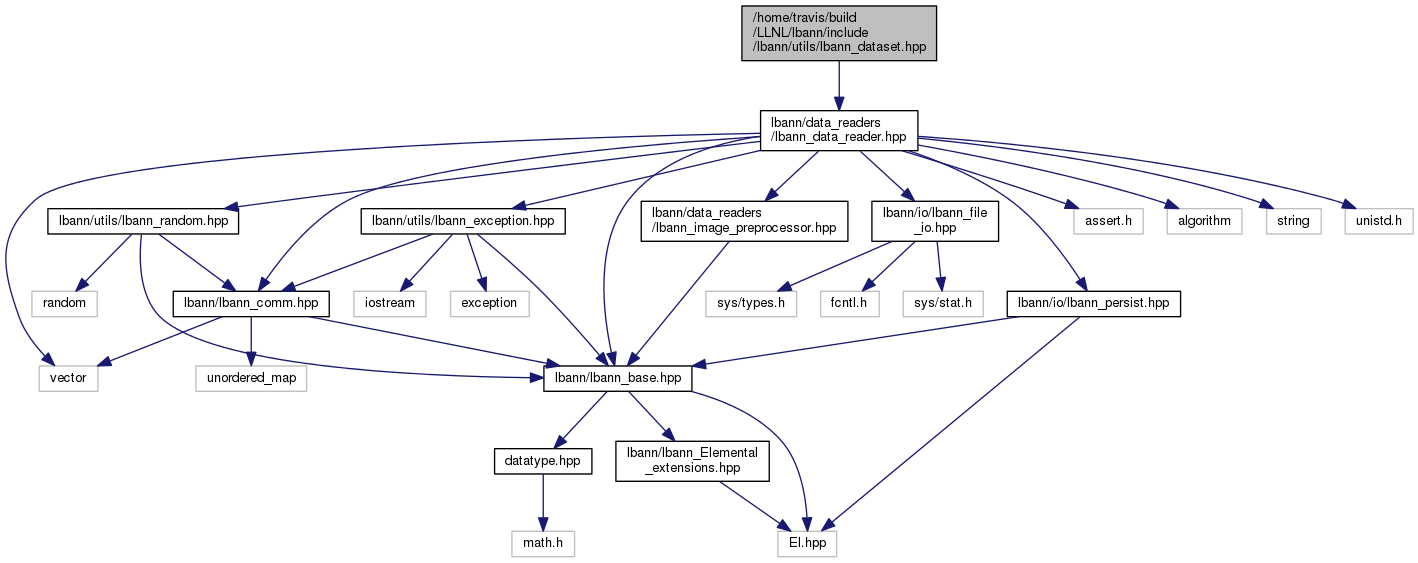 /home/travis/build
/LLNL/lbann/include
/lbann/utils/lbann_dataset.hpp
lbann/data_readers
/lbann_data_reader.hpp
lbann/utils/lbann_random.hpp
lbann/utils/lbann_exception.hpp
lbann/data_readers
/lbann_image_preprocessor.hpp
lbann/io/lbann_file
_io.hpp
assert.h
algorithm
string
unistd.h
random
lbann/lbann_comm.hpp
iostream
exception
sys/types.h
fcntl.h
sys/stat.h
lbann/io/lbann_persist.hpp
vector
unordered_map
lbann/lbann_base.hpp
datatype.hpp
lbann/lbann_Elemental
_extensions.hpp
math.h
El.hpp